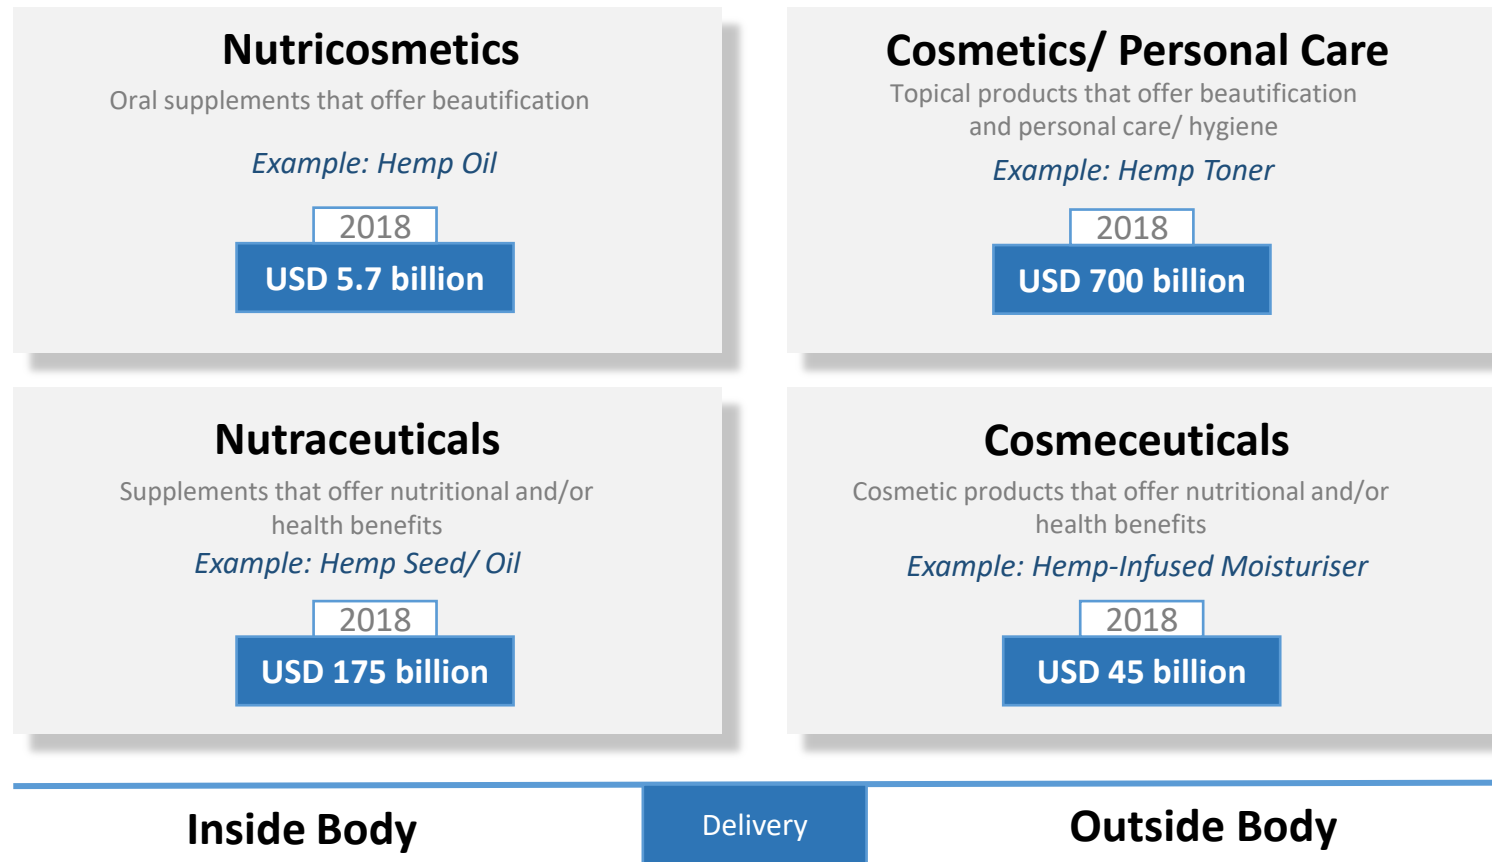 Nutricosmetics
Oral supplements that offer beautification
Example: Hemp Oil
2018
USD 5.7 billion
Cosmetics/ Personal Care
Topical products that offer beautification
and personal care/ hygiene
Example: Hemp Toner
2018
USD 700 billion
Nutraceuticals
Supplements that offer nutritional and/or
health benefits
Example: Hemp Seed/ Oil
2018
USD 175 billion
Cosmeceuticals
Cosmetic products that offer nutritional and/or
health benefits
Example: Hemp-Infused Moisturiser
2018
USD 45 billion
Inside Body
Delivery
Outside Body